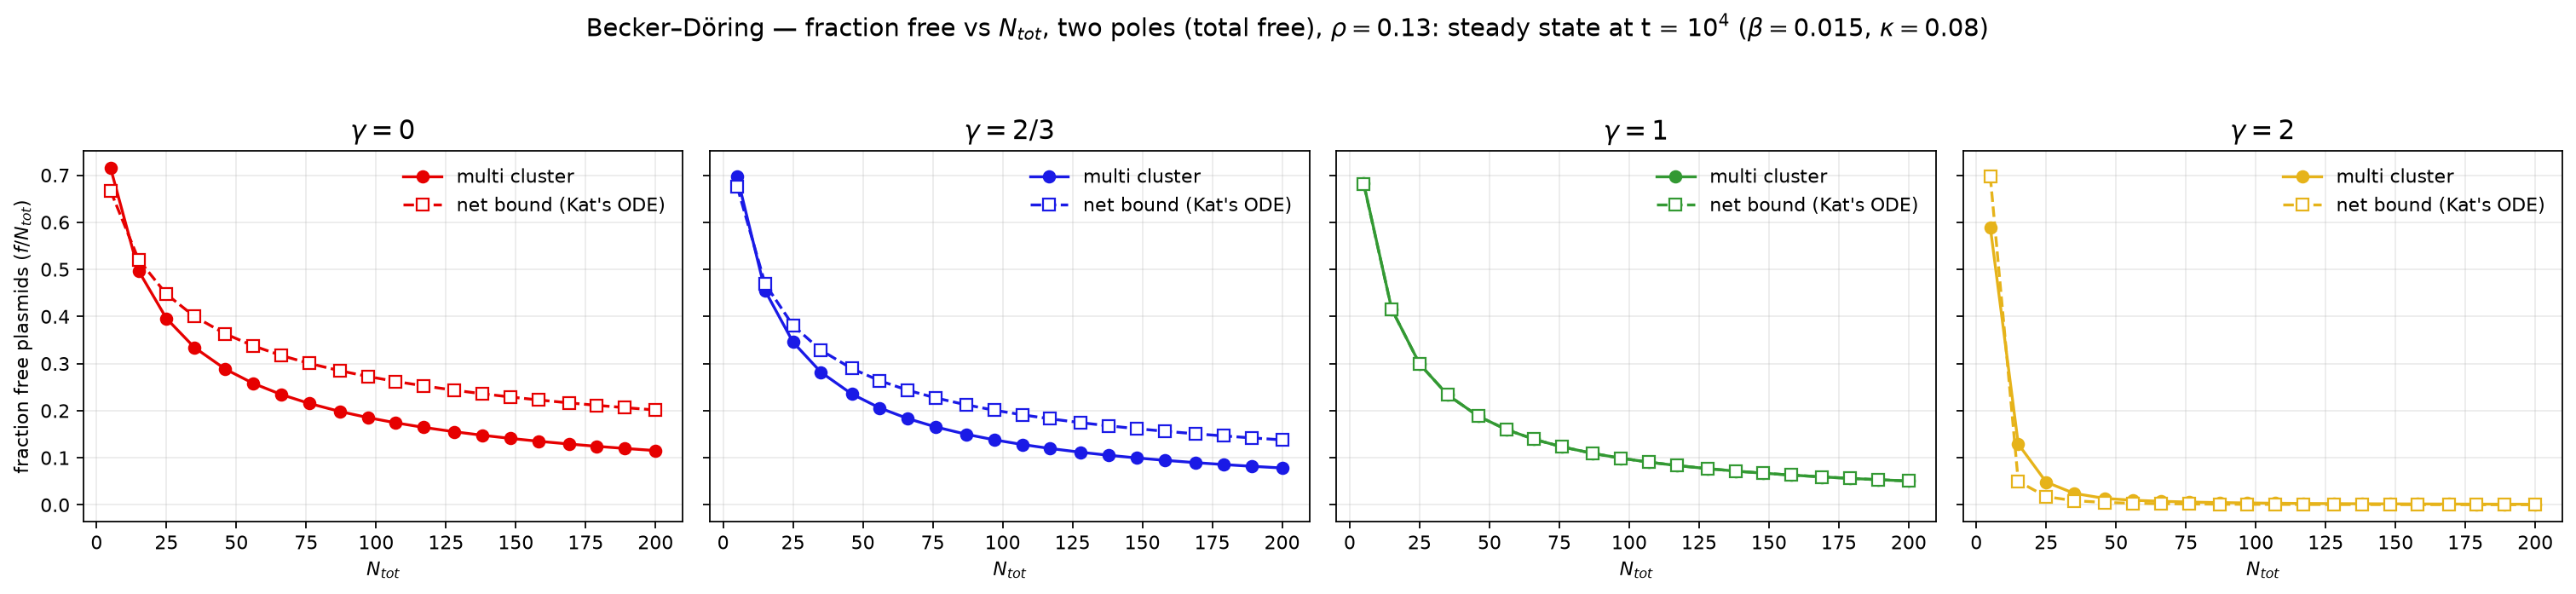 Becker–Döring — fraction free vs N_tot, two poles (total free), ρ = 0.13: steady state at t = 10⁴ (β = 0.015, κ = 0.08)
γ = 0
γ = 2/3
γ = 1
γ = 2
fraction free plasmids (f/N_tot)
0.7
0.6
0.5
0.4
0.3
0.2
0.1
0.0
multi cluster
net bound (Kat's ODE)
multi cluster
net bound (Kat's ODE)
multi cluster
net bound (Kat's ODE)
multi cluster
net bound (Kat's ODE)
0 25 50 75 100 125 150 175 200
0 25 50 75 100 125 150 175 200
0 25 50 75 100 125 150 175 200
0 25 50 75 100 125 150 175 200
N_tot
N_tot
N_tot
N_tot